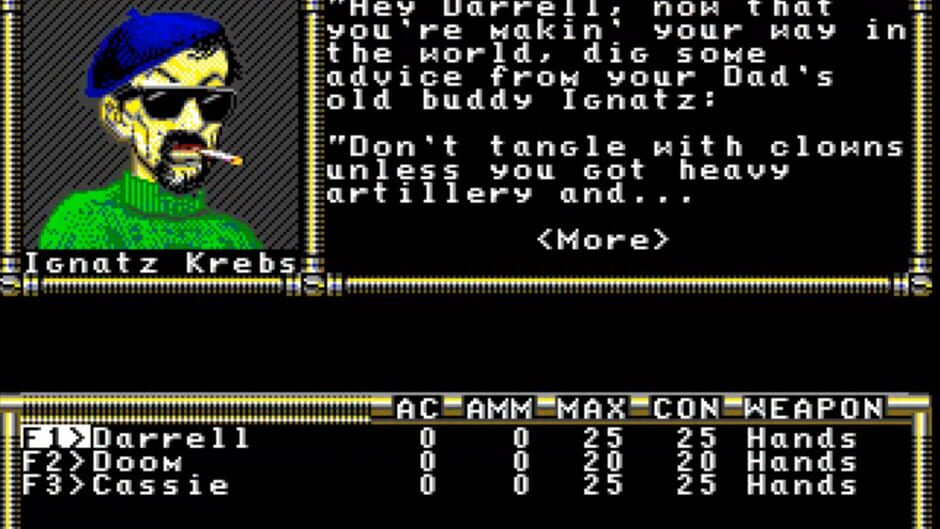 "Hey Darrell, now that
you're makin' your way in
the world, dig some
advice from your Dad's
old buddy Ignatz:
"Don't tangle with clowns
unless you got heavy
artillery and...
<More>
Ignatz Krebs
AC AMM MAX CON WEAPON
F1>Darrell 0 0 25 25 Hands
F2>Doom 0 0 20 20 Hands
F3>Cassie 0 0 25 25 Hands